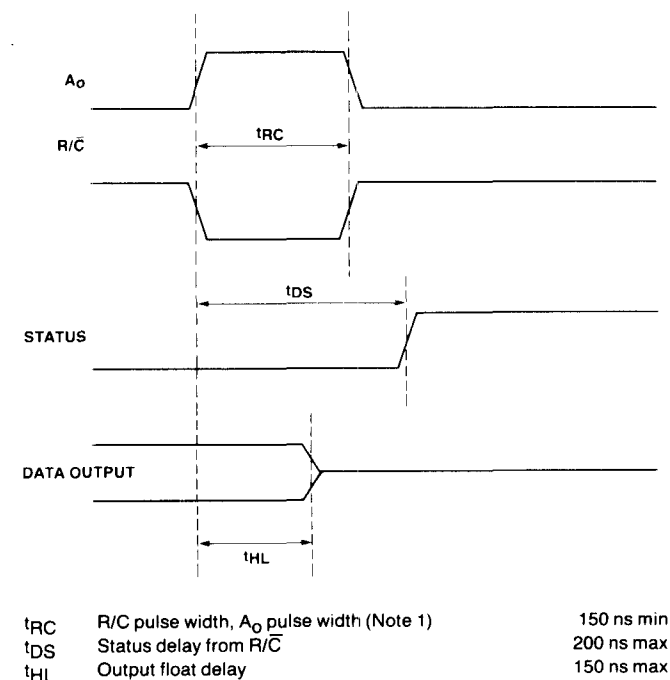 A₀
R/C̅
tRC
tDS
STATUS
DATA OUTPUT
tHL
tRC R/C pulse width, A₀ pulse width (Note 1) 150 ns min
tDS Status delay from R/C̅ 200 ns max
tHL Output float delay 150 ns max